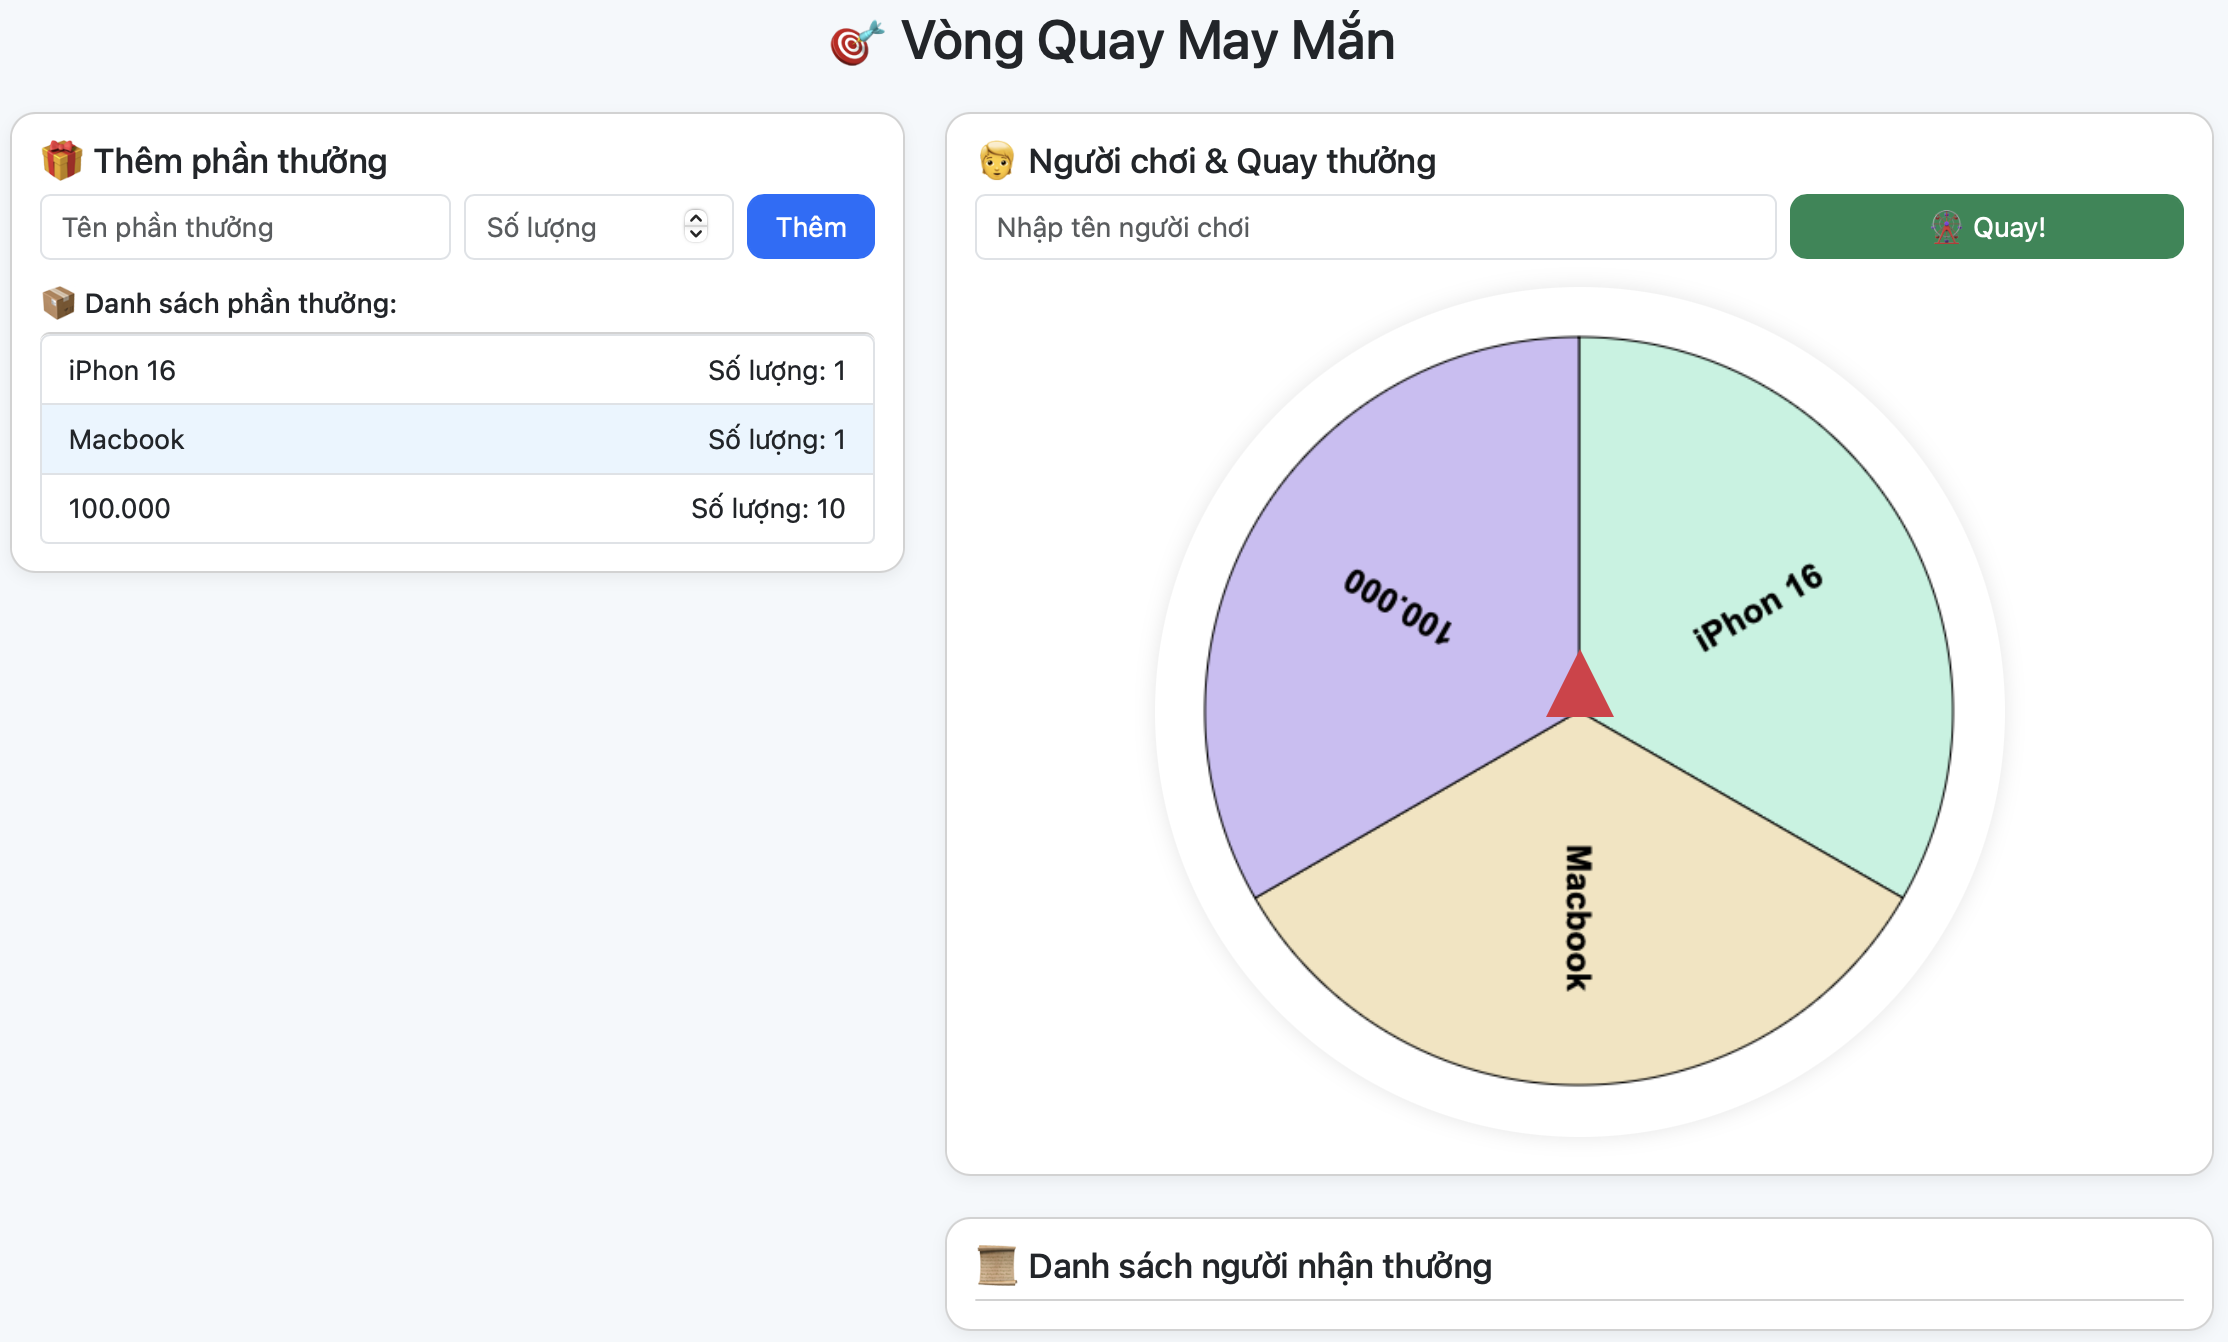 Vòng Quay May Mắn
Thêm phần thưởng
Tên phần thưởng
Số lượng
Thêm
Danh sách phần thưởng:
iPhon 16 Số lượng: 1
Macbook Số lượng: 1
100.000 Số lượng: 10
Người chơi & Quay thưởng
Nhập tên người chơi
Quay!
100.000
iPhon 16
Macbook
Danh sách người nhận thưởng